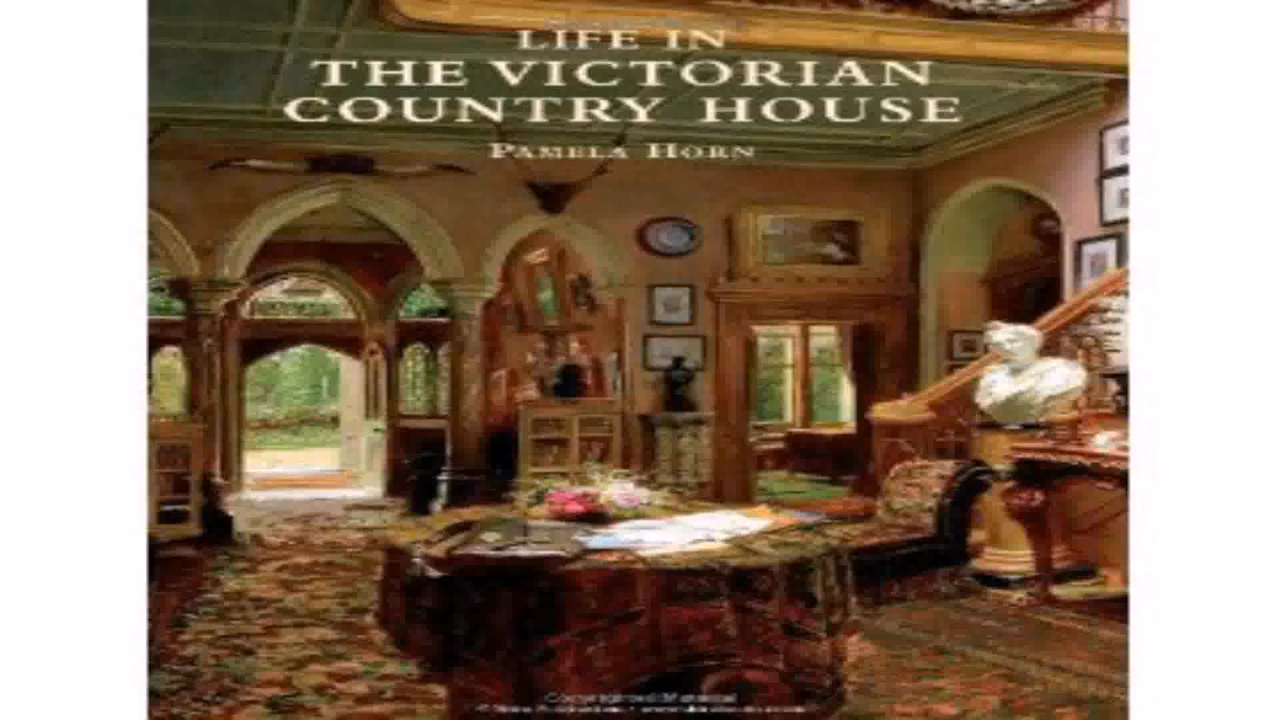 LIFE IN
THE VICTORIAN
COUNTRY HOUSE
PAMELA HORN
Copyrighted Material